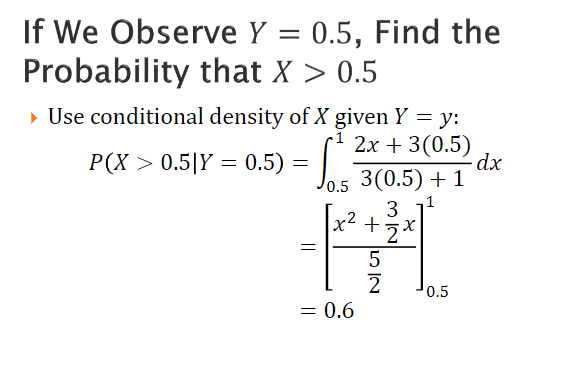 If We Observe Y = 0.5, Find the
Probability that X > 0.5
▸ Use conditional density of X given Y = y:
P(X > 0.5|Y = 0.5) = ∫_{0.5}^{1} \frac{2x + 3(0.5)}{3(0.5) + 1} dx
= \left[ \frac{x^2 + \frac{3}{2}x}{\frac{5}{2}} \right]_{0.5}^{1}
= 0.6